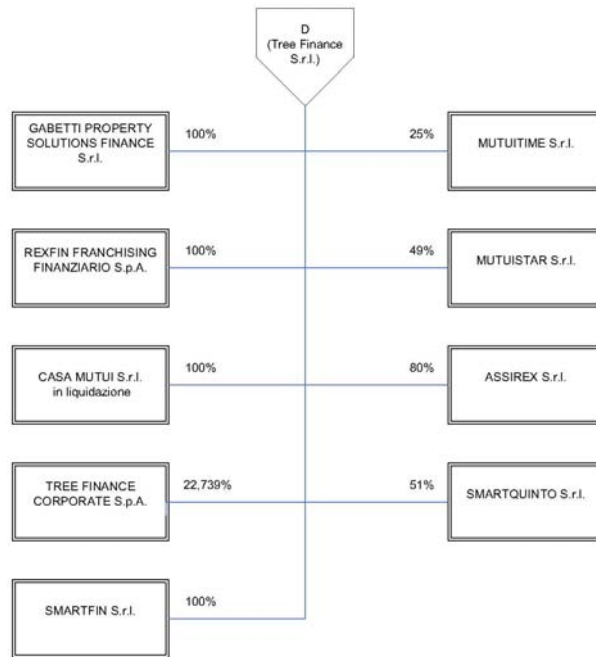 D
(Tree Finance
S.r.l.)
GABETTI PROPERTY
SOLUTIONS FINANCE
S.r.l.
100%
25%
MUTUITIME S.r.l.
REXFIN FRANCHISING
FINANZIARIO S.p.A.
100%
49%
MUTUISTAR S.r.l.
CASA MUTUI S.r.l.
in liquidazione
100%
80%
ASSIREX S.r.l.
TREE FINANCE
CORPORATE S.p.A.
22,739%
51%
SMARTQUINTO S.r.l.
SMARTFIN S.r.l.
100%